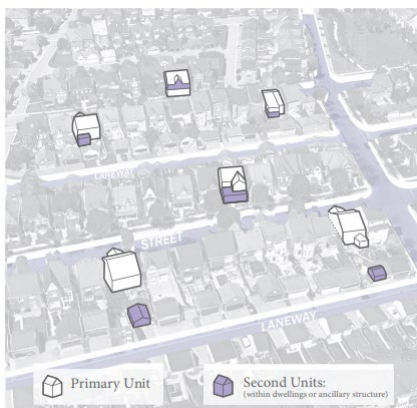 LANEWAY
STREET
LANEWAY
Primary Unit
Second Units:
(within dwellings or ancillary structure)